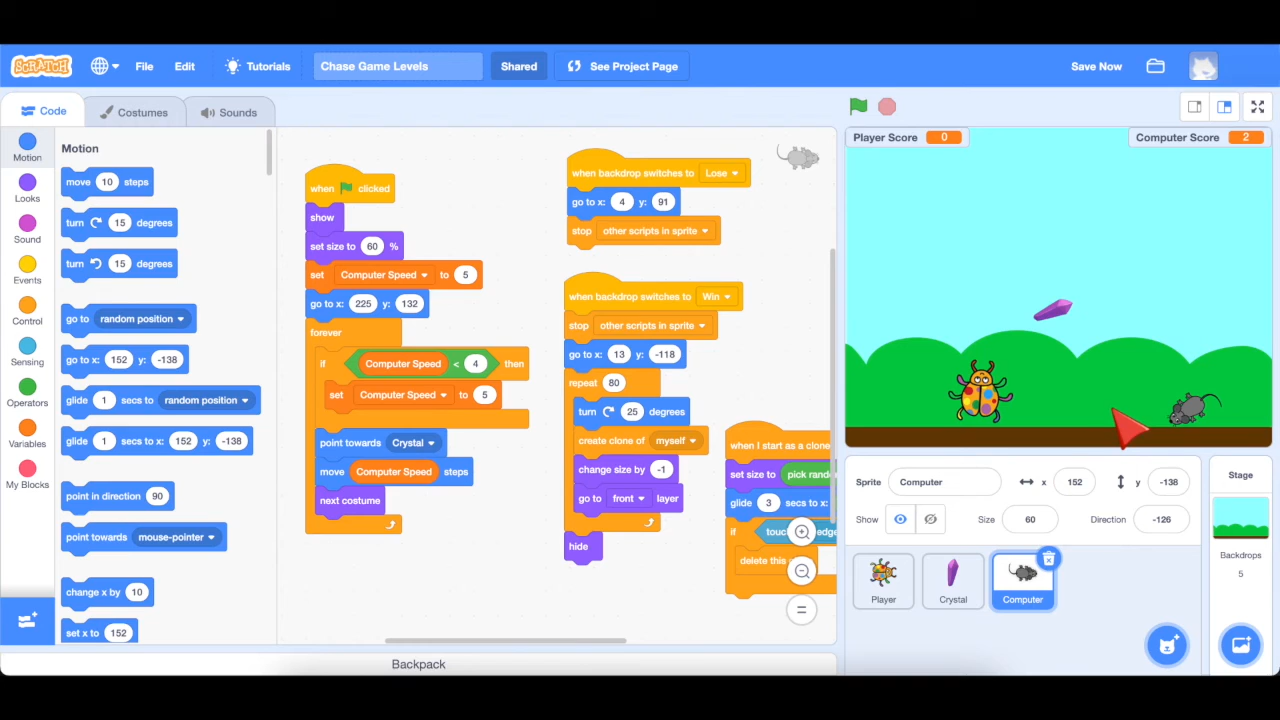 SCRATCH
File
Edit
Tutorials
Chase Game Levels
Shared
See Project Page
Save Now
Code
Costumes
Sounds
Motion
Looks
Sound
Events
Control
Sensing
Operators
Variables
My Blocks
Motion
move 10 steps
turn 15 degrees
turn 15 degrees
go to random position
go to x: 152 y: -138
glide 1 secs to random position
glide 1 secs to x: 152 y: -138
point in direction 90
point towards mouse-pointer
change x by 10
set x to 152
when clicked
show
set size to 60 %
set Computer Speed to 5
go to x: 225 y: 132
forever
if Computer Speed < 4 then
set Computer Speed to 5
point towards Crystal
move Computer Speed steps
next costume
when backdrop switches to Lose
go to x: 4 y: 91
stop other scripts in sprite
when backdrop switches to Win
stop other scripts in sprite
go to x: 13 y: -118
repeat 80
turn 25 degrees
create clone of myself
change size by -1
go to front layer
hide
when I start as a clone
set size to pick rando
glide 3 secs to x:
if touc edge
delete this
Backpack
Player Score 0
Computer Score 2
Sprite Computer x 152 y -138
Show Size 60 Direction -126
Player
Crystal
Computer
Stage
Backdrops
5